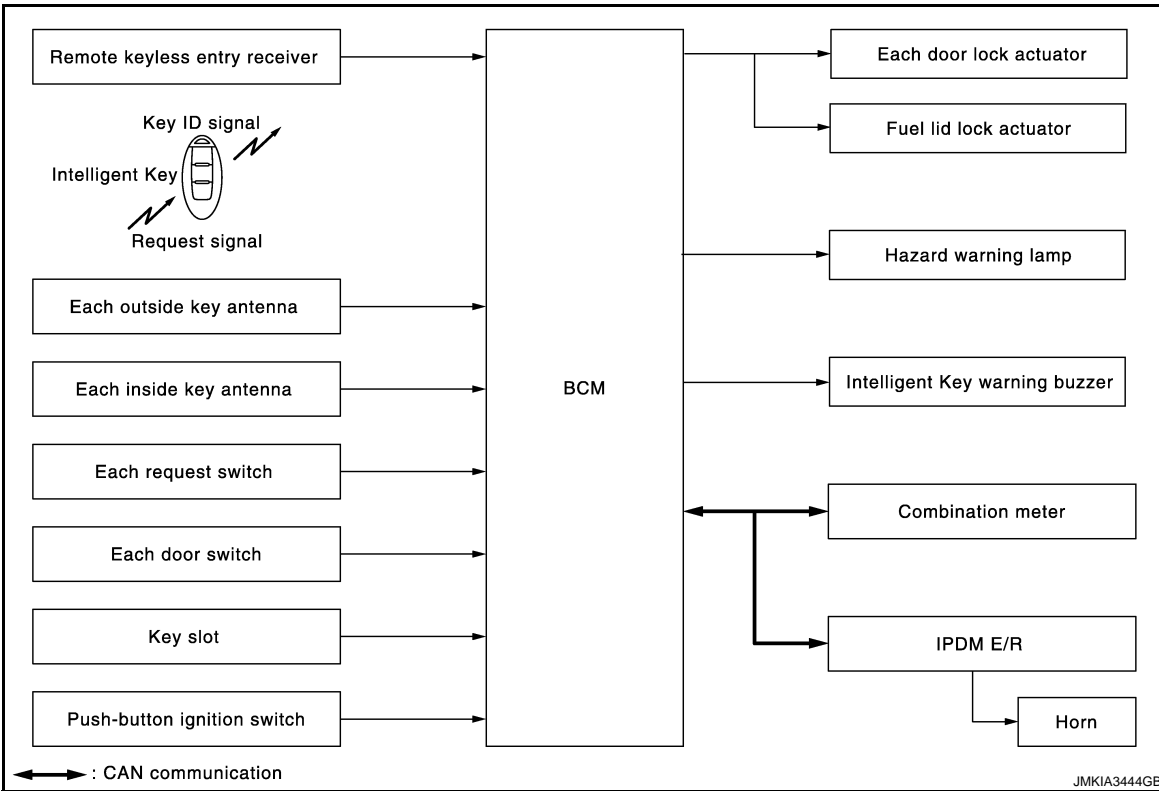 Remote keyless entry receiver
Key ID signal
Intelligent Key
Request signal
Each outside key antenna
Each inside key antenna
Each request switch
Each door switch
Key slot
Push-button ignition switch
BCM
Each door lock actuator
Fuel lid lock actuator
Hazard warning lamp
Intelligent Key warning buzzer
Combination meter
IPDM E/R
Horn
: CAN communication
JMKIA3444GB